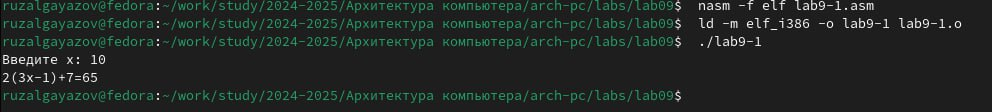 ruzalgayazov@fedora:~/work/study/2024-2025/Архитектура компьютера/arch-pc/labs/lab09$ nasm -f elf lab9-1.asm
ruzalgayazov@fedora:~/work/study/2024-2025/Архитектура компьютера/arch-pc/labs/lab09$ ld -m elf_i386 -o lab9-1 lab9-1.o
ruzalgayazov@fedora:~/work/study/2024-2025/Архитектура компьютера/arch-pc/labs/lab09$ ./lab9-1
Введите x: 10
2(3x-1)+7=65
ruzalgayazov@fedora:~/work/study/2024-2025/Архитектура компьютера/arch-pc/labs/lab09$